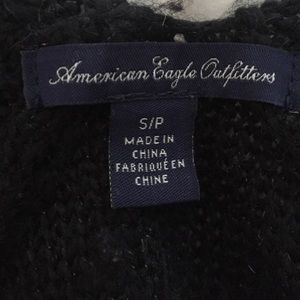 American Eagle Outfitters
S/P
MADE IN
CHINA
FABRIQUÉ EN
CHINE